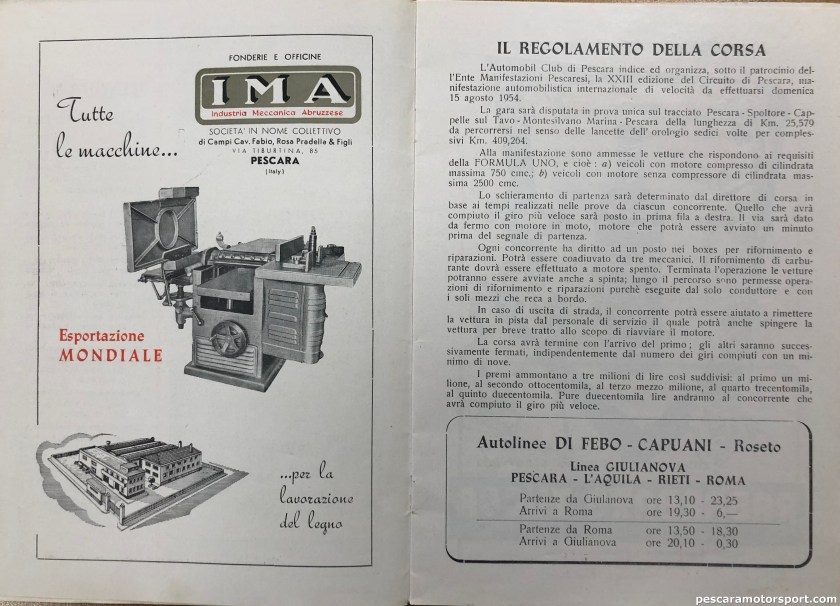 FONDERIE E OFFICINE
IMA
Industria Meccanica Abruzzese
SOCIETA' IN NOME COLLETTIVO
di Campi Cav. Fabio, Rosa Pradella & Figli
VIA TIBURTINA, 85
PESCARA
(Italy)
Tutte
le macchine...
Esportazione
MONDIALE
...per la
lavorazione
del legno
IL REGOLAMENTO DELLA CORSA
L'Automobil Club di Pescara indice ed organizza, sotto il patrocinio del-
l'Ente Manifestazioni Pescaresi, la XXIII edizione del Circuito di Pescara, ma-
nifestazione automobilistica internazionale di velocità da effettuarsi domenica
15 agosto 1954.
La gara sarà disputata in prova unica sul tracciato Pescara - Spoltore - Cap-
pelle sul Tavo - Montesilvano Marina - Pescara della lunghezza di Km. 25,579
da percorrersi nel senso delle lancette dell'orologio sedici volte per comples-
sivi Km. 409,264.
Alla manifestazione sono ammesse le vetture che rispondono ai requisiti
della FORMULA UNO, e cioè : a) veicoli con motore compresso di cilindrata
massima 750 cmc.; b) veicoli con motore senza compressore di cilindrata mas-
sima 2500 cmc.
Lo schieramento di partenza sarà determinato dal direttore di corsa in
base ai tempi realizzati nelle prove da ciascun concorrente. Quello che avrà
compiuto il giro più veloce sarà posto in prima fila a destra. Il via sarà dato
da fermo con motore in moto, motore che potrà essere avviato un minuto
prima del segnale di partenza.
Ogni concorrente ha diritto ad un posto nei boxes per rifornimento e
riparazioni. Potrà essere coadiuvato da tre meccanici. Il rifornimento di carbu-
rante dovrà essere effettuato a motore spento. Terminata l'operazione le vetture
potranno essere avviate anche a spinta; lungo il percorso sono permesse opera-
zioni di rifornimento e riparazioni purchè eseguite dal solo conduttore e con
i soli mezzi che reca a bordo.
In caso di uscita di strada, il concorrente potrà essere aiutato a rimettere
la vettura in pista dal personale di servizio il quale potrà anche spingere la
vettura per breve tratto allo scopo di riavviare il motore.
La corsa avrà termine con l'arrivo del primo ; gli altri saranno succes-
sivamente fermati, indipendentemente dal numero dei giri compiuti con un mi-
nimo di nove.
I premi ammontano a tre milioni di lire così suddivisi: al primo un mi-
lione, al secondo ottocentomila, al terzo mezzo milione, al quarto trecentomila,
al quinto duecentomila. Pure duecentomila lire andranno al concorrente che
avrà compiuto il giro più veloce.
Autolinee DI FEBO - CAPUANI - Roseto
Linea GIULIANOVA
PESCARA - L'AQUILA - RIETI - ROMA
Partenze da Giulanova ore 13,10 - 23,25
Arrivi a Roma ore 19,30 - 6,—
Partenze da Roma ore 13,50 - 18,30
Arrivi a Giulianova ore 20,10 - 0,30
pescaramotorsport.com